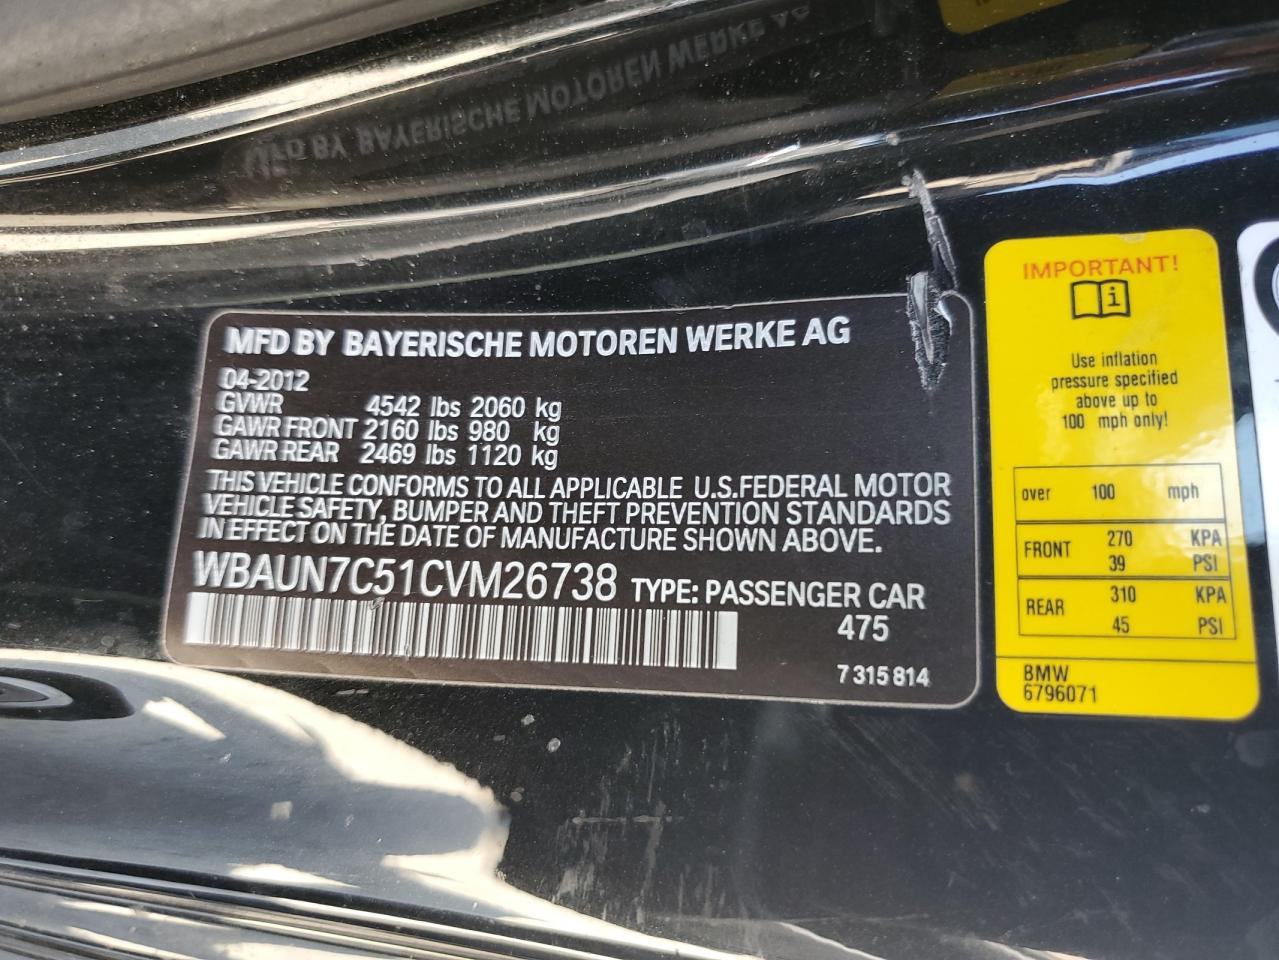 MFD BY BAYERISCHE MOTOREN WERKE AG
MFD BY BAYERISCHE MOTOREN WERKE AG
04-2012
GVWR 4542 lbs 2060 kg
GAWR FRONT 2160 lbs 980 kg
GAWR REAR 2469 lbs 1120 kg
THIS VEHICLE CONFORMS TO ALL APPLICABLE U.S.FEDERAL MOTOR
VEHICLE SAFETY, BUMPER AND THEFT PREVENTION STANDARDS
IN EFFECT ON THE DATE OF MANUFACTURE SHOWN ABOVE.
WBAUN7C51CVM26738 TYPE: PASSENGER CAR
475
7 315 814
IMPORTANT!
i
Use inflation
pressure specified
above up to
100 mph only!
over 100 mph
FRONT 270 KPA
39 PSI
REAR 310 KPA
45 PSI
BMW
6796071